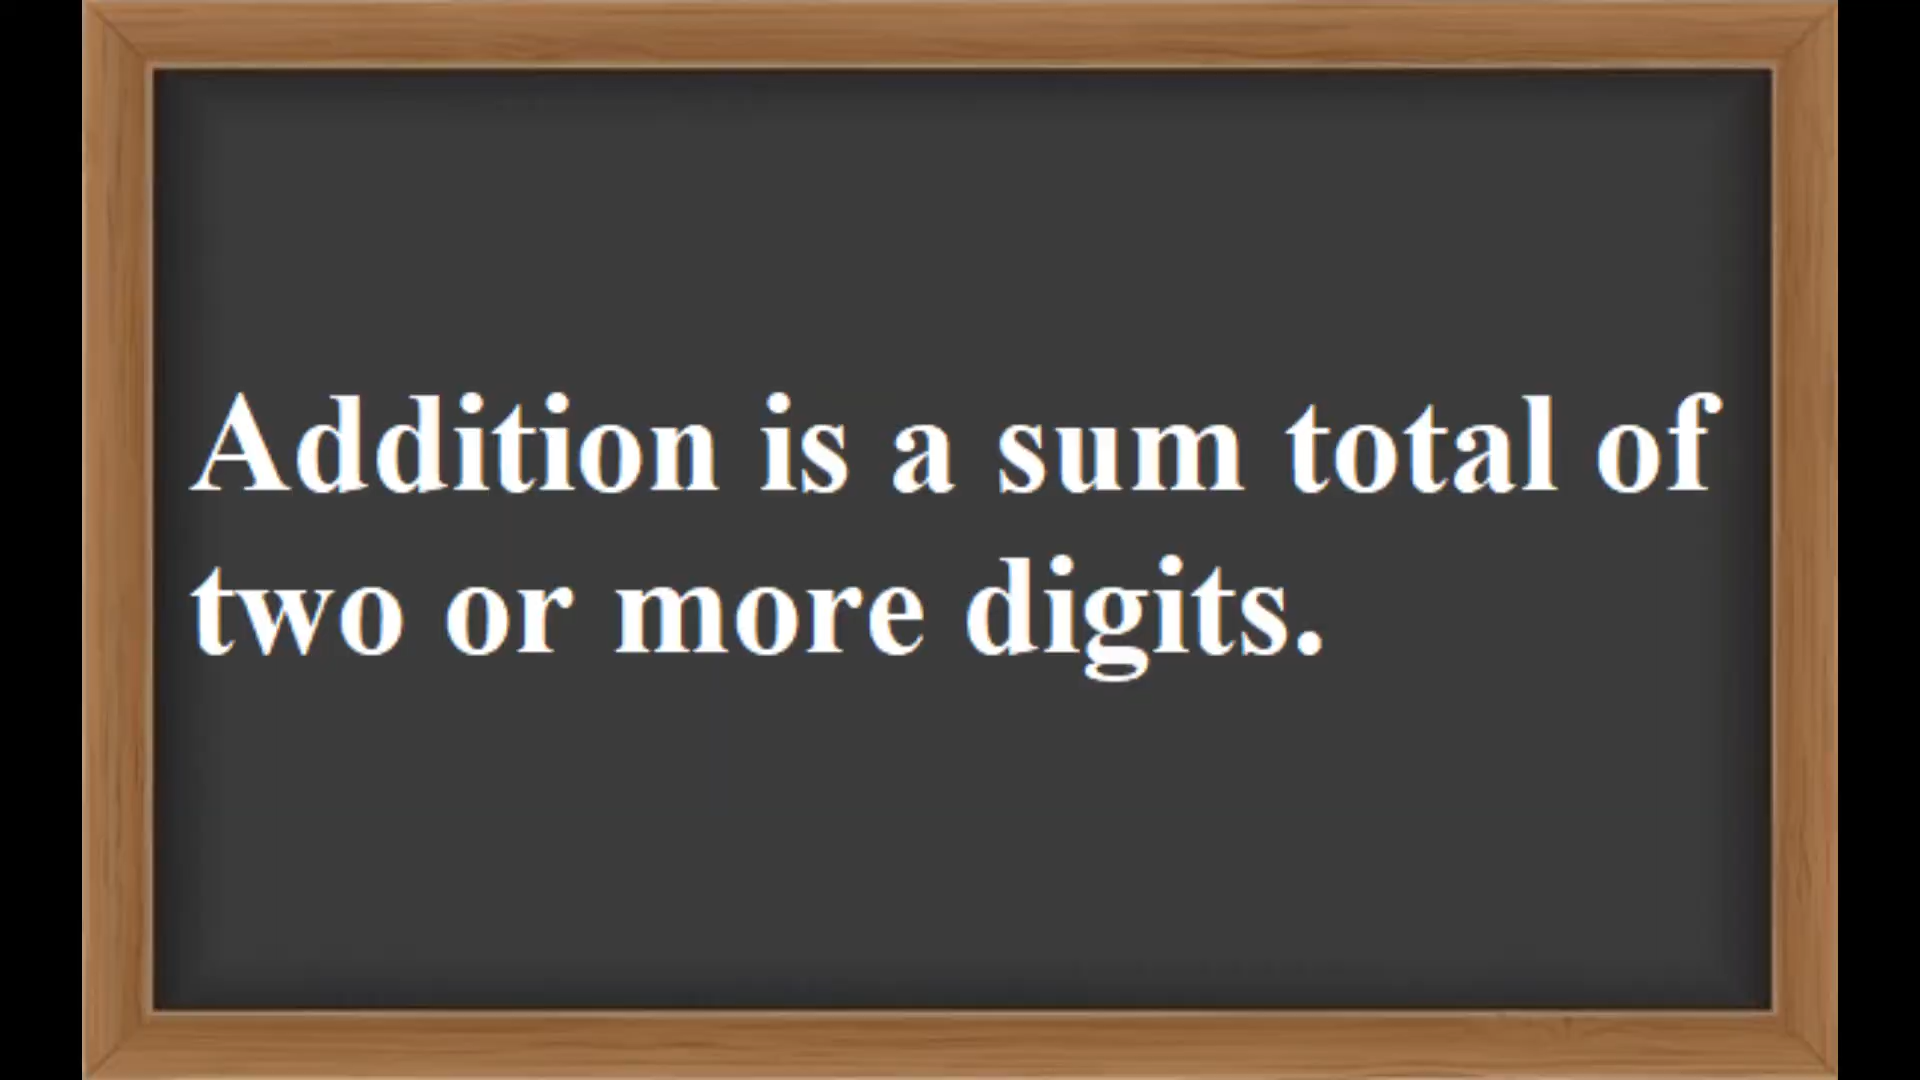 Addition is a sum total of
two or more digits.